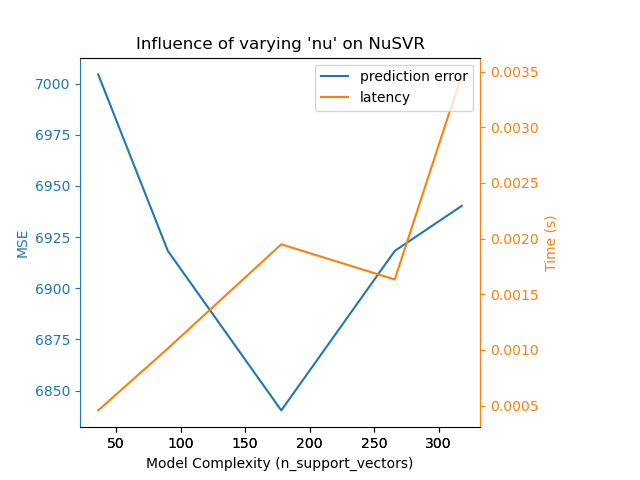 Influence of varying 'nu' on NuSVR
prediction error
latency
7000
6975
6950
6925
6900
6875
6850
MSE
0.0035
0.0030
0.0025
0.0020
0.0015
0.0010
0.0005
Time (s)
50 100 150 200 250 300
Model Complexity (n_support_vectors)